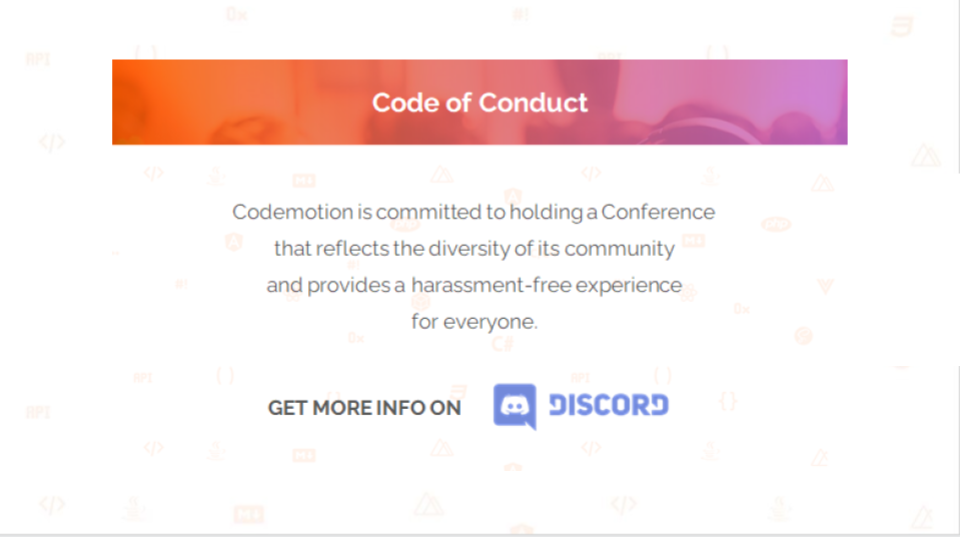 Code of Conduct
Codemotion is committed to holding a Conference
that reflects the diversity of its community
and provides a harassment-free experience
for everyone.
GET MORE INFO ON DISCORD